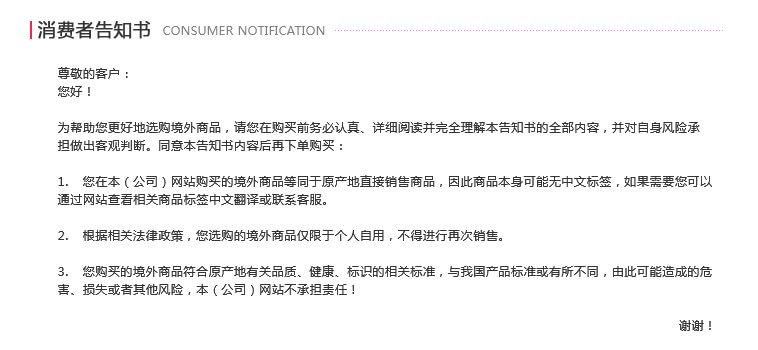 消费者告知书 CONSUMER NOTIFICATION
尊敬的客户：
您好！
为帮助您更好地选购境外商品，请您在购买前务必认真、详细阅读并完全理解本告知书的全部内容，并对自身风险承
担做出客观判断。同意本告知书内容后再下单购买：
1. 您在本（公司）网站购买的境外商品等同于原产地直接销售商品，因此商品本身可能无中文标签，如果需要您可以
通过网站查看相关商品标签中文翻译或联系客服。
2. 根据相关法律政策，您选购的境外商品仅限于个人自用，不得进行再次销售。
3. 您购买的境外商品符合原产地有关品质、健康、标识的相关标准，与我国产品标准或有所不同，由此可能造成的危
害、损失或者其他风险，本（公司）网站不承担责任！
谢谢！